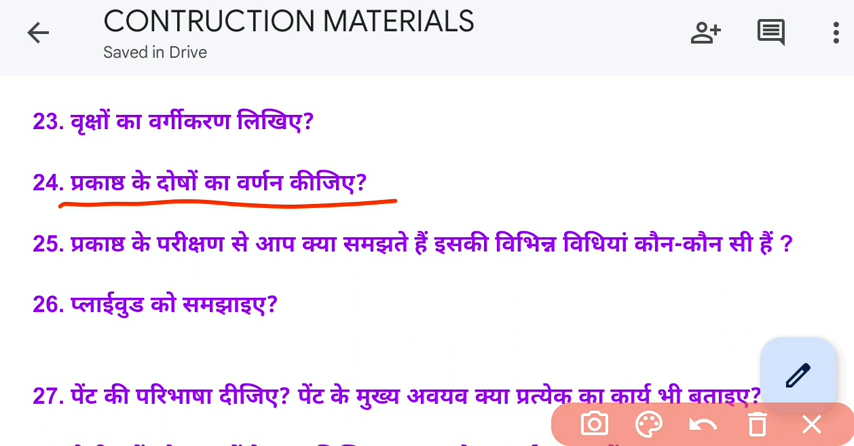 CONTRUCTION MATERIALS
Saved in Drive
23. वृक्षों का वर्गीकरण लिखिए?
24. प्रकाष्ठ के दोषों का वर्णन कीजिए?
25. प्रकाष्ठ के परीक्षण से आप क्या समझते हैं इसकी विभिन्न विधियां कौन-कौन सी हैं ?
26. प्लाईवुड को समझाइए?
27. पेंट की परिभाषा दीजिए? पेंट के मुख्य अवयव क्या प्रत्येक का कार्य भी बताइए?